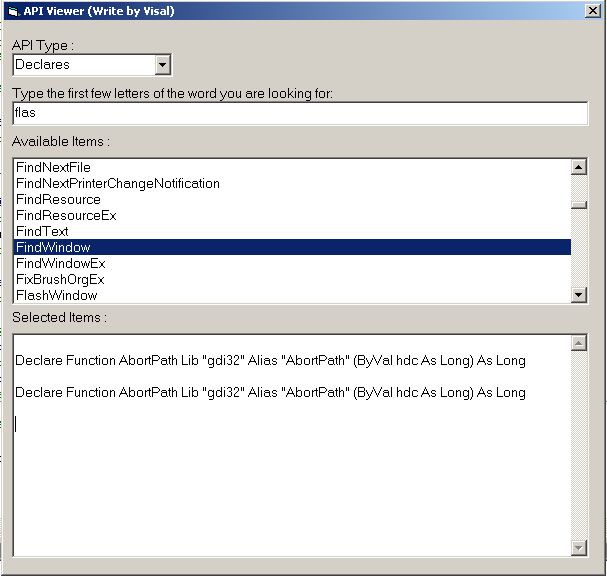 API Viewer (Write by Visal)
API Type :
Declares
Type the first few letters of the word you are looking for:
flas
Available Items :
FindNextFile
FindNextPrinterChangeNotification
FindResource
FindResourceEx
FindText
FindWindow
FindWindowEx
FixBrushOrgEx
FlashWindow
Selected Items :
Declare Function AbortPath Lib "gdi32" Alias "AbortPath" (ByVal hdc As Long) As Long
Declare Function AbortPath Lib "gdi32" Alias "AbortPath" (ByVal hdc As Long) As Long